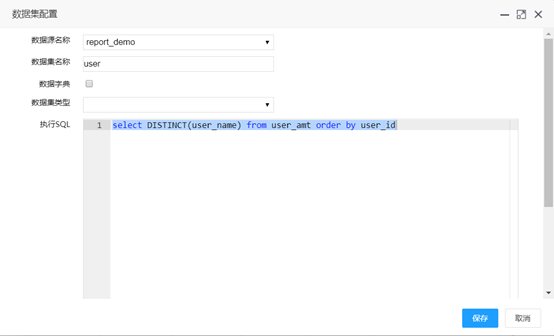 数据集配置
数据源名称 report_demo
数据集名称 user
数据字典
数据集类型
执行SQL 1 select DISTINCT(user_name) from user_amt order by user_id
保存 取消